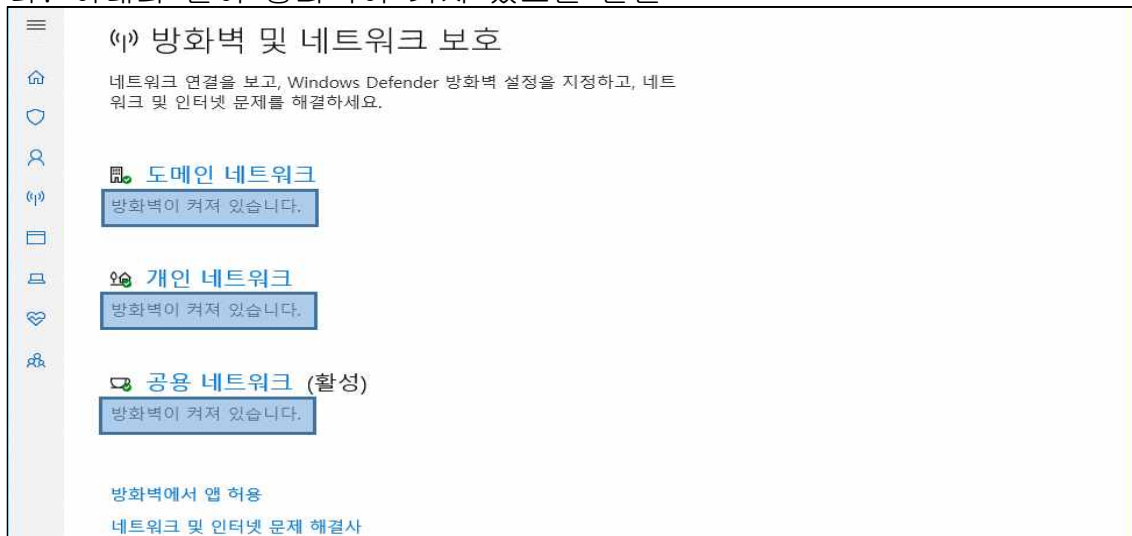 방화벽 및 네트워크 보호
네트워크 연결을 보고, Windows Defender 방화벽 설정을 지정하고, 네트
워크 및 인터넷 문제를 해결하세요.
도메인 네트워크
방화벽이 켜져 있습니다.
개인 네트워크
방화벽이 켜져 있습니다.
공용 네트워크 (활성)
방화벽이 켜져 있습니다.
방화벽에서 앱 허용
네트워크 및 인터넷 문제 해결사